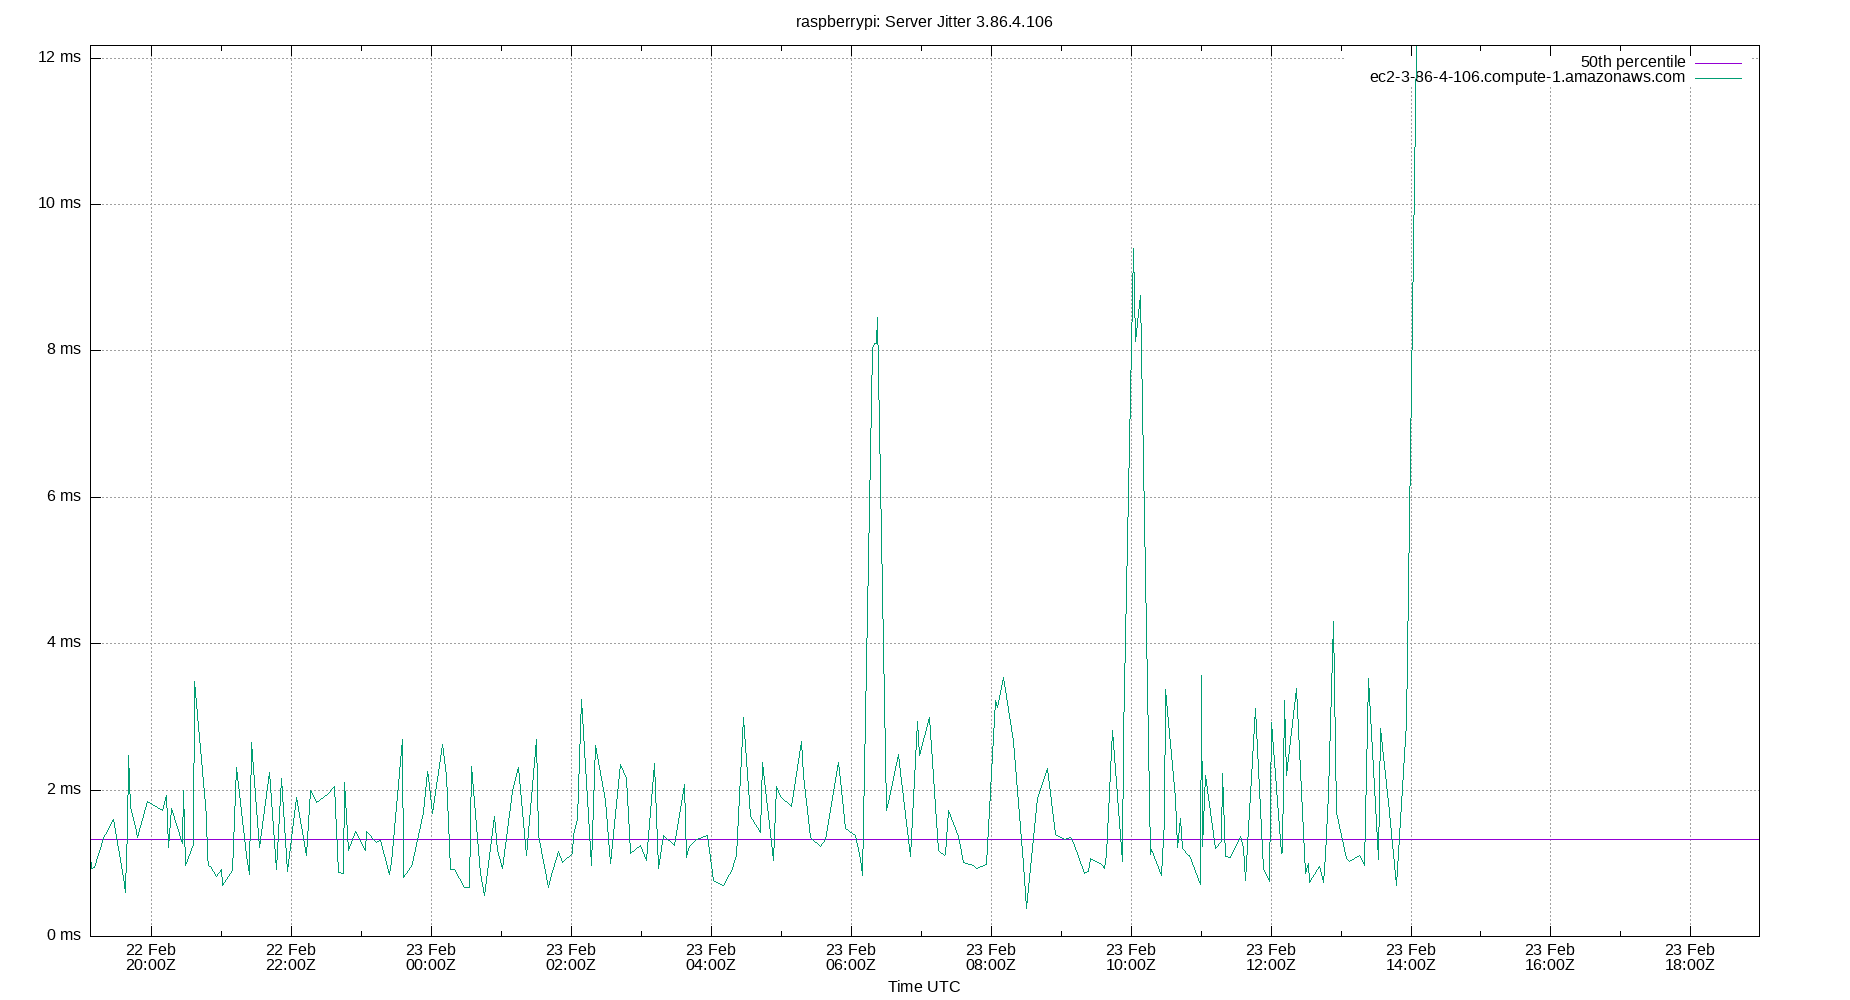 raspberrypi: Server Jitter 3.86.4.106
12 ms
10 ms
8 ms
6 ms
4 ms
2 ms
0 ms
50th percentile
ec2-3-86-4-106.compute-1.amazonaws.com
22 Feb 22 Feb 23 Feb 23 Feb 23 Feb 23 Feb 23 Feb 23 Feb 23 Feb 23 Feb 23 Feb 23 Feb
20:00Z 22:00Z 00:00Z 02:00Z 04:00Z 06:00Z 08:00Z 10:00Z 12:00Z 14:00Z 16:00Z 18:00Z
Time UTC